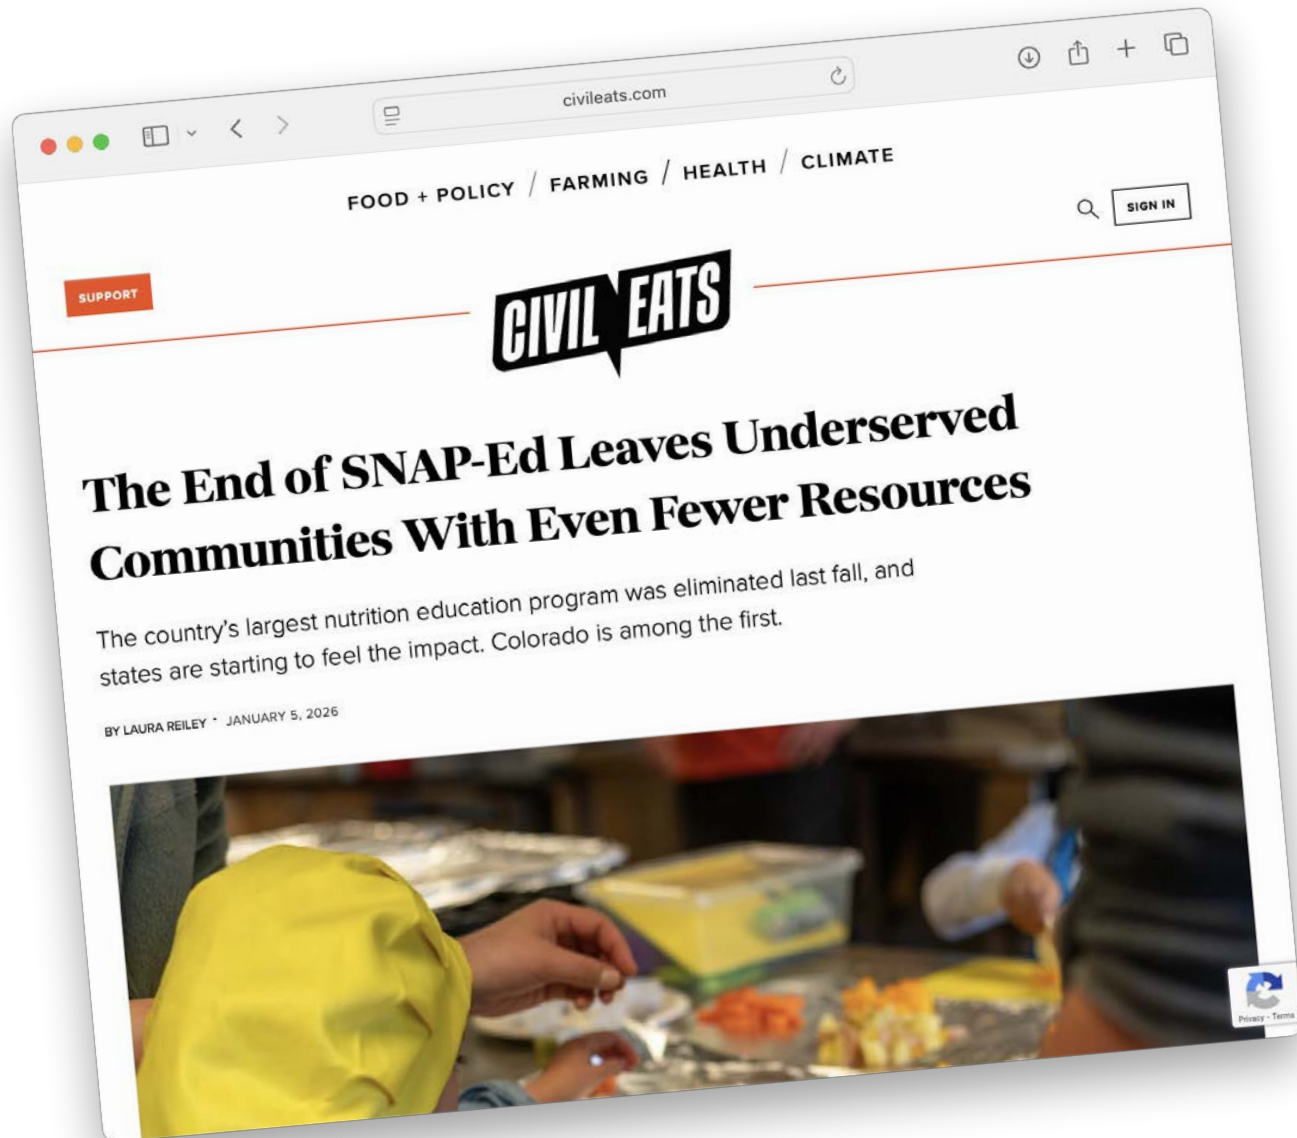 civileats.com
FOOD + POLICY / FARMING / HEALTH / CLIMATE
SIGN IN
SUPPORT
CIVIL EATS
The End of SNAP-Ed Leaves Underserved
Communities With Even Fewer Resources
The country's largest nutrition education program was eliminated last fall, and
states are starting to feel the impact. Colorado is among the first.
BY LAURA REILEY · JANUARY 5, 2026
Privacy - Terms